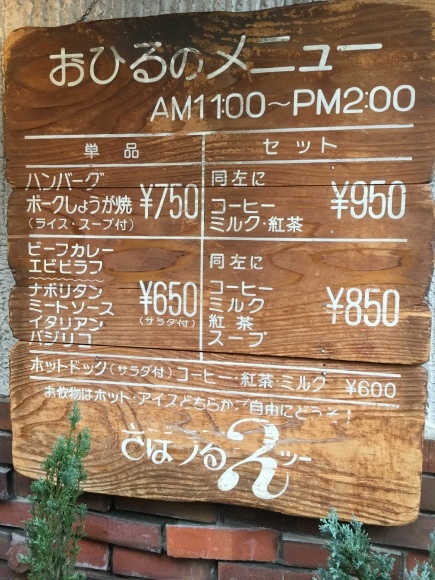 おひるのメニュー
AM11:00〜PM2:00
単品
セット
ハンバーグ
ポークしょうが焼
(ライス・スープ付)
¥750
同左に
コーヒー
ミルク・紅茶
¥950
ビーフカレー
エビピラフ
ナポリタン
ミートソース
イタリアン
バジリコ
¥650
(サラダ付)
同左に
コーヒー
ミルク
紅茶
スープ
¥850
ホットドック(サラダ付)コーヒー・紅茶・ミルク ¥600
お飲物はホット・アイスどちらかご自由にどうぞ!
さぼうる2
ツー